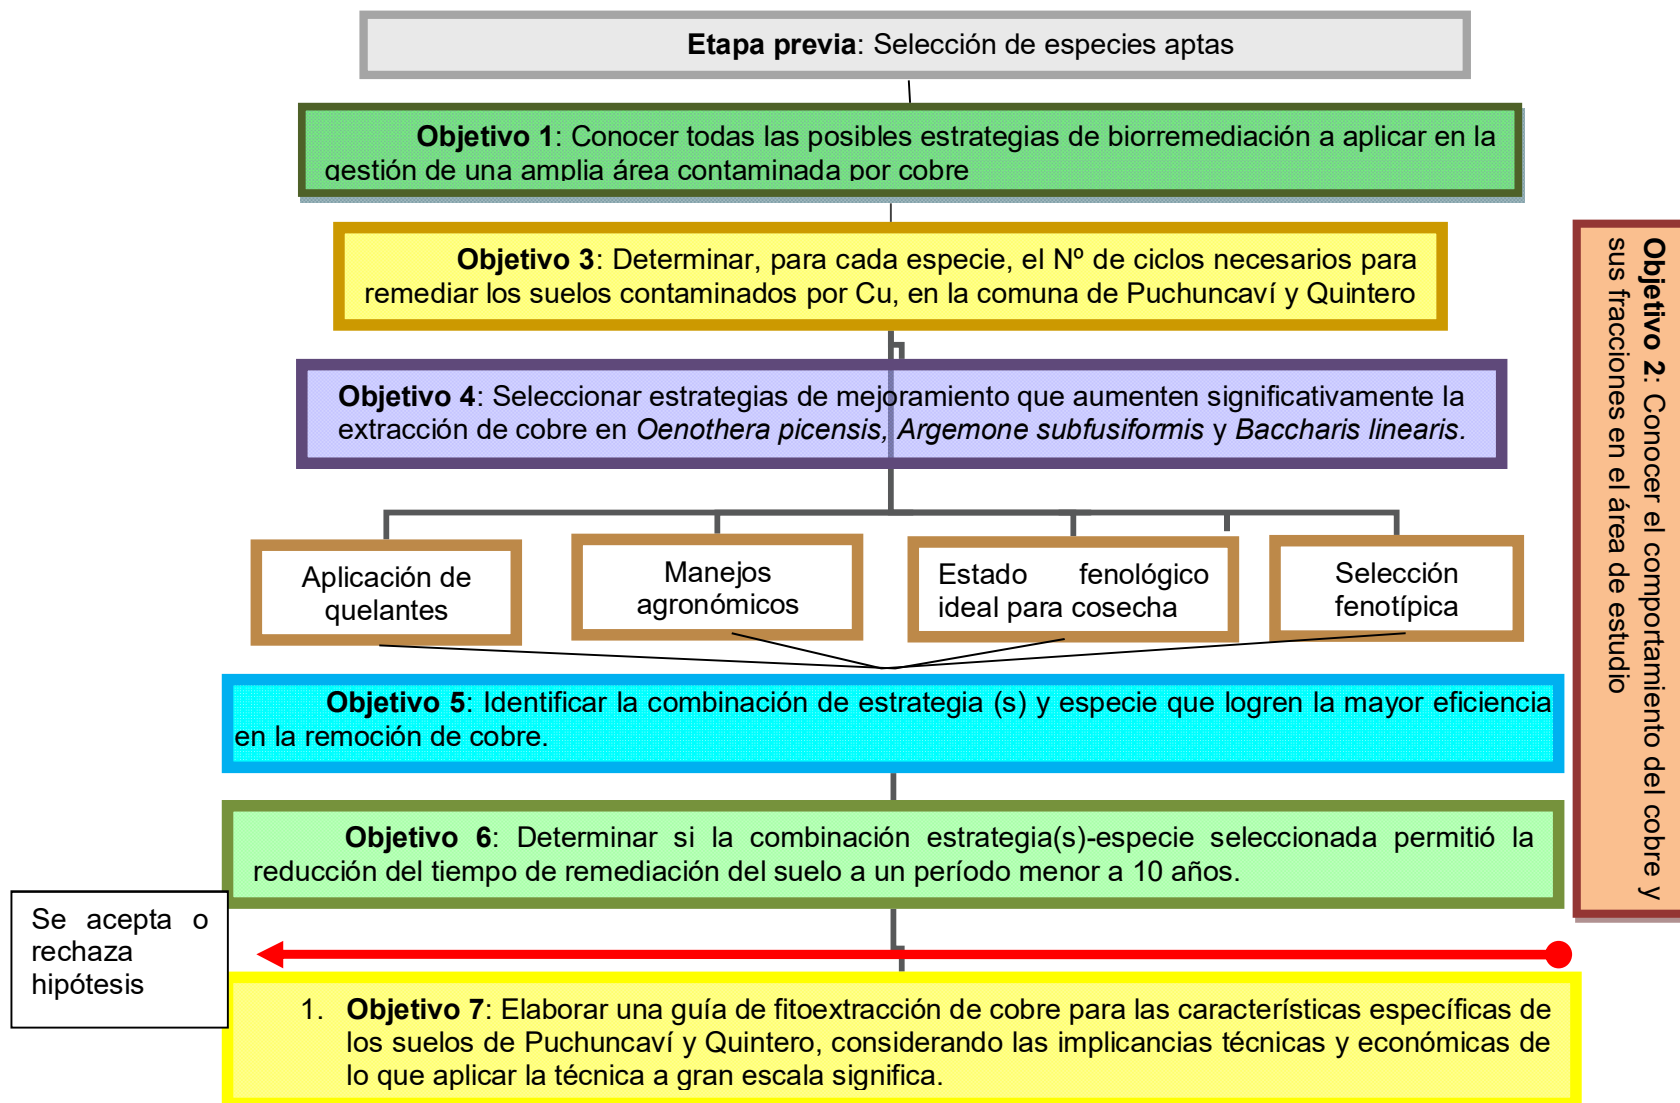 Etapa previa: Selección de especies aptas
Objetivo 1: Conocer todas las posibles estrategias de biorremediación a aplicar en la
gestión de una amplia área contaminada por cobre
Objetivo 3: Determinar, para cada especie, el Nº de ciclos necesarios para
remediar los suelos contaminados por Cu, en la comuna de Puchuncaví y Quintero
Objetivo 2: Conocer el comportamiento del cobre y
sus fracciones en el área de estudio
Objetivo 4: Seleccionar estrategias de mejoramiento que aumenten significativamente la
extracción de cobre en Oenothera picensis, Argemone subfusiformis y Baccharis linearis.
Aplicación de
quelantes
Manejos
agronómicos
Estado fenológico
ideal para cosecha
Selección
fenotípica
Objetivo 5: Identificar la combinación de estrategia (s) y especie que logren la mayor eficiencia
en la remoción de cobre.
Objetivo 6: Determinar si la combinación estrategia(s)-especie seleccionada permitió la
reducción del tiempo de remediación del suelo a un período menor a 10 años.
Se acepta o
rechaza
hipótesis
1. Objetivo 7: Elaborar una guía de fitoextracción de cobre para las características específicas de
los suelos de Puchuncaví y Quintero, considerando las implicancias técnicas y económicas de
lo que aplicar la técnica a gran escala significa.